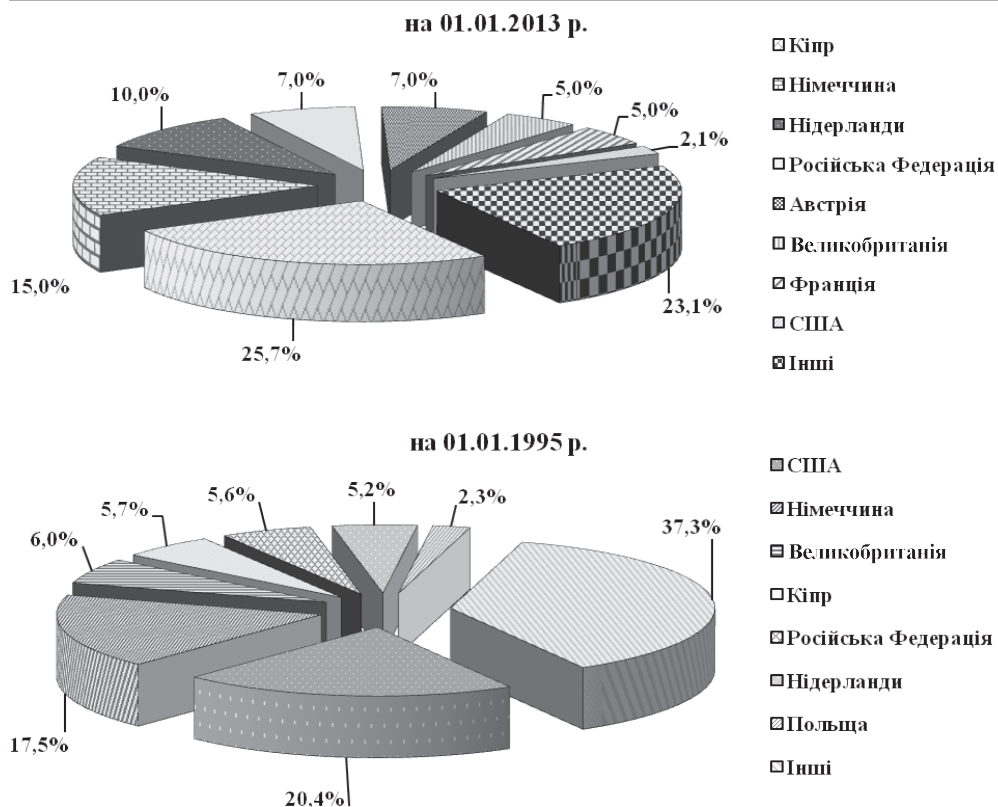 на 01.01.2013 р.
7,0%
7,0%
10,0%
5,0%
5,0%
2,1%
15,0%
25,7%
23,1%
Кіпр
Німеччина
Нідерланди
Російська Федерація
Австрія
Великобританія
Франція
США
Інші
на 01.01.1995 р.
5,7%
5,6%
5,2%
2,3%
6,0%
37,3%
17,5%
20,4%
США
Німеччина
Великобританія
Кіпр
Російська Федерація
Нідерланди
Польща
Інші